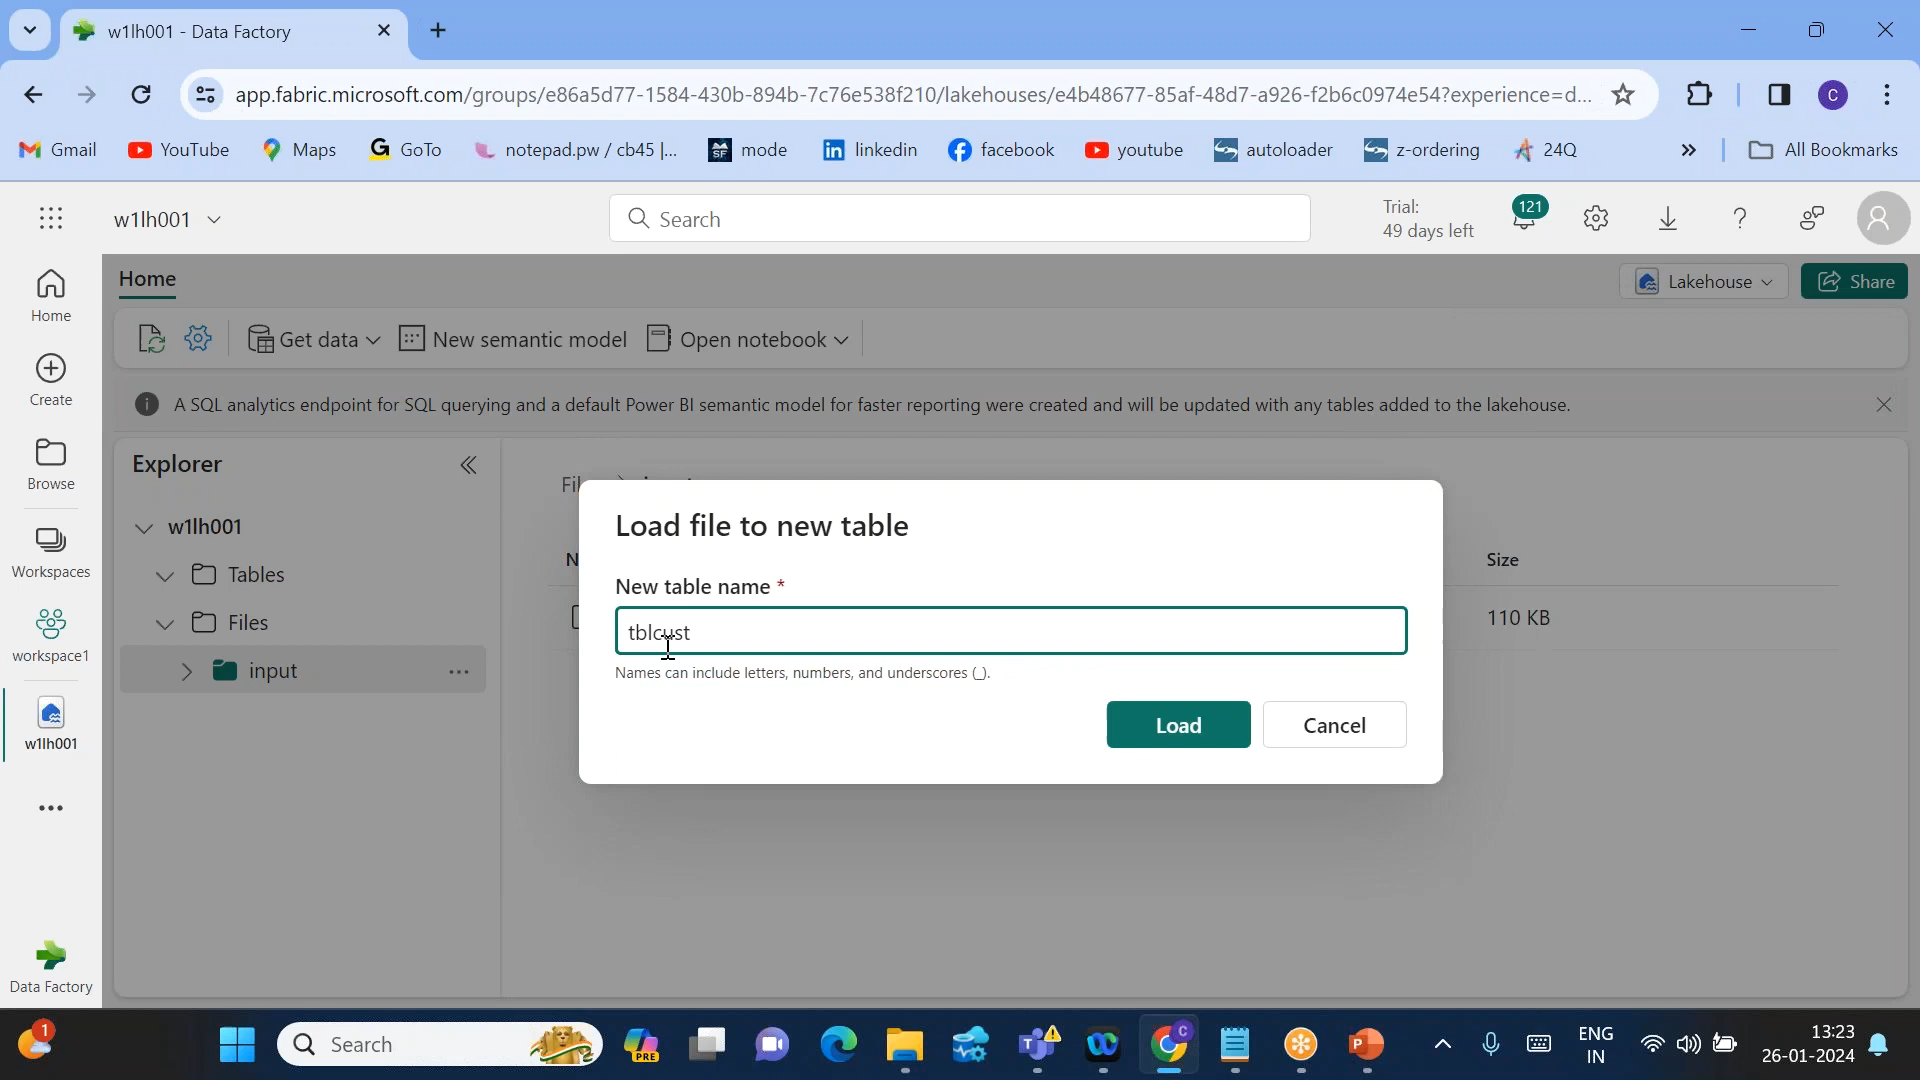 w1lh001 - Data Factory
app.fabric.microsoft.com/groups/e86a5d77-1584-430b-894b-7c76e538f210/lakehouses/e4b48677-85af-48d7-a926-f2b6c0974e54?experience=d...
C
Gmail
YouTube
Maps
GoTo
notepad.pw / cb45 |...
mode
linkedin
facebook
youtube
autoloader
z-ordering
24Q
»
All Bookmarks
w1lh001
Search
Trial:
49 days left
121
Home
Create
Browse
Workspaces
workspace1
w1lh001
Data Factory
Home
Lakehouse
Share
Get data
New semantic model
Open notebook
A SQL analytics endpoint for SQL querying and a default Power BI semantic model for faster reporting were created and will be updated with any tables added to the lakehouse.
Explorer
w1lh001
Tables
Files
input
Size
110 KB
Load file to new table
New table name *
tblcust
Names can include letters, numbers, and underscores (_).
Load
Cancel
1
Search
PRE
C
ENG
IN
13:23
26-01-2024